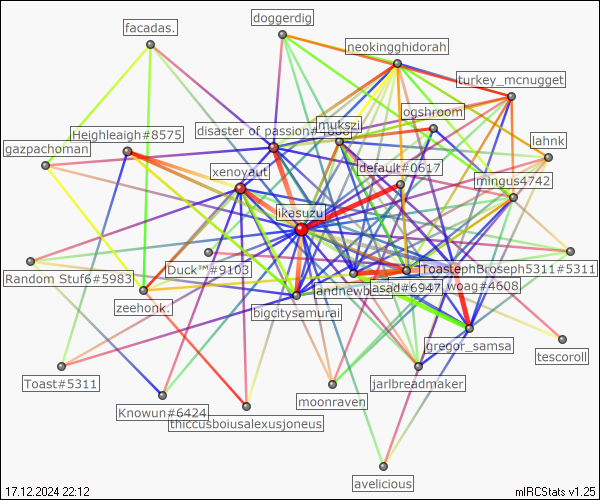 doggerdig
facadas.
neokingghidorah
turkey_mcnugget
ogshroom
mukszi
disaster of passion#
Heighleaigh#8575
lahnk
gazpachoman
xenoyaut
default#0617
mingus4742
ikasuzu
Duck™#9103
ToastephBroseph5311#5311
Random Stuf6#5983
andnewb
asad#6947
woag#4608
zeehonk.
bigcitysamurai
gregor_samsa
tescoroll
Toast#5311
jarlbreadmaker
moonraven
Knowun#6424
thiccusboiusalexusjoneus
avelicious
17.12.2024 22:12
mIRCStats v1.25